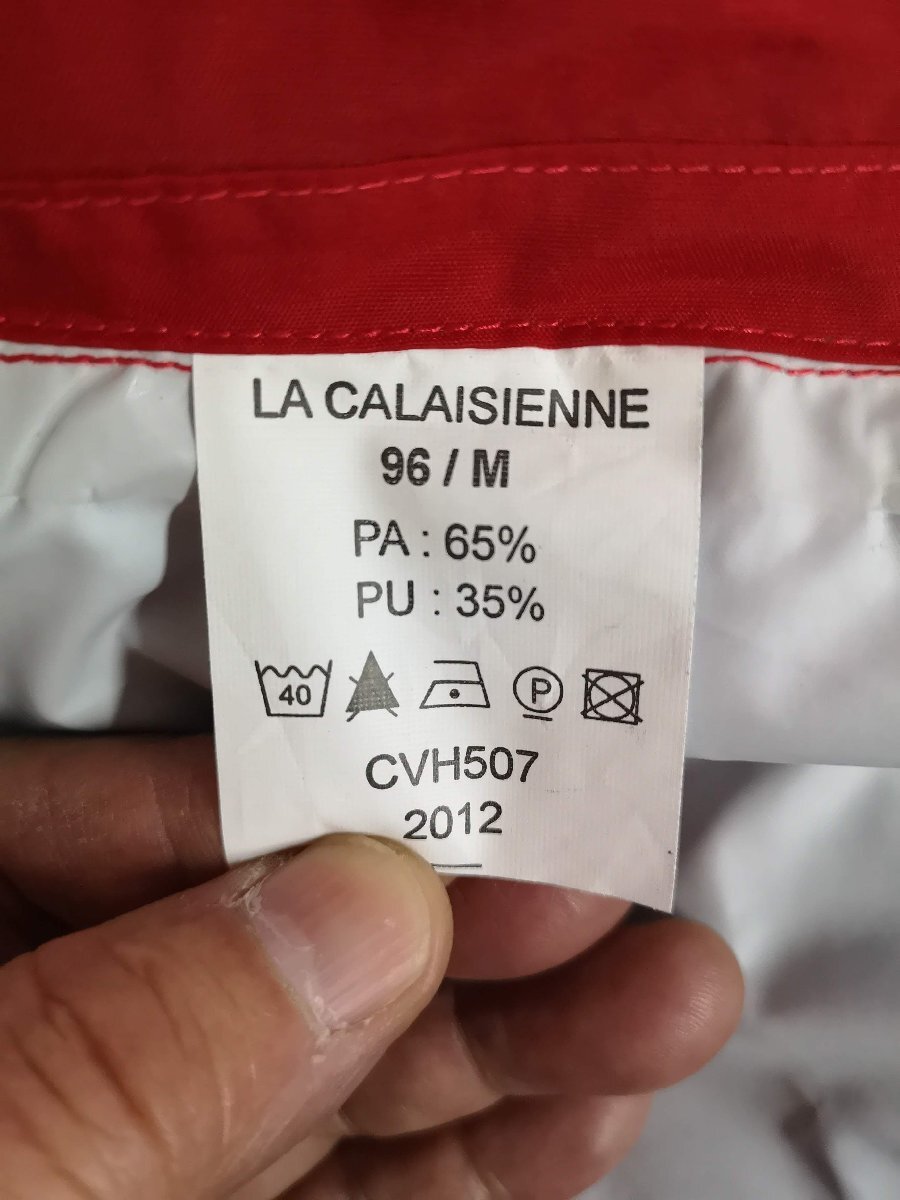 LA CALAISIENNE
96 / M
PA : 65%
PU : 35%
40 P
CVH507
2012